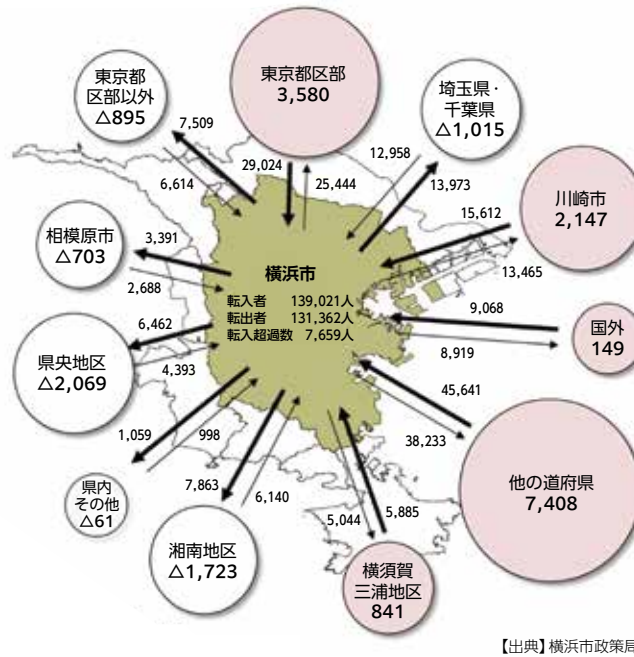 東京都
区部以外
△895
東京都区部
3,580
埼玉県・
千葉県
△1,015
7,509
6,614
29,024
25,444
12,958
13,973
川崎市
2,147
15,612
13,465
相模原市
△703
3,391
2,688
横浜市
転入者 139,021人
転出者 131,362人
転入超過数 7,659人
国外
149
9,068
8,919
県央地区
△2,069
6,462
4,393
45,641
38,233
他の道府県
7,408
県内
その他
△61
1,059
998
湘南地区
△1,723
7,863
6,140
横須賀
三浦地区
841
5,044
5,885
【出典】横浜市政策局